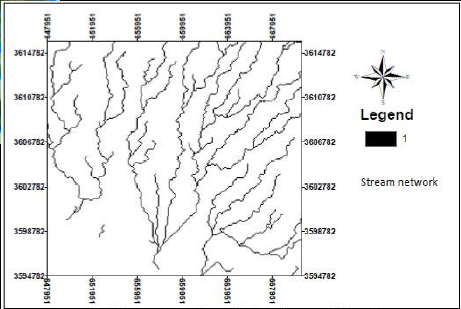 647951 651951 655951 659951 663951 667951
3614782 3614782
N
W E
S
3610782 3610782
Legend
1
3606782 3606782
3602782 3602782
Stream network
3598782 3598782
3594782 3594782
647951 651951 655951 659951 663951 667951